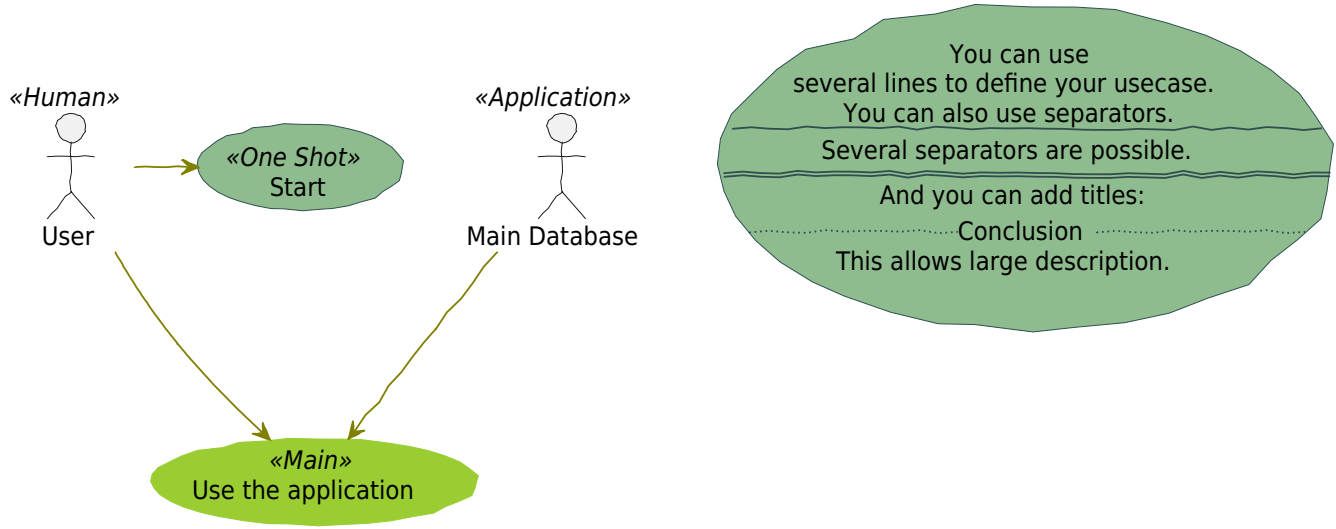 «Human»
User
«One Shot»
Start
«Application»
Main Database
«Main»
Use the application
You can use
several lines to define your usecase.
You can also use separators.
Several separators are possible.
And you can add titles:
Conclusion
This allows large description.